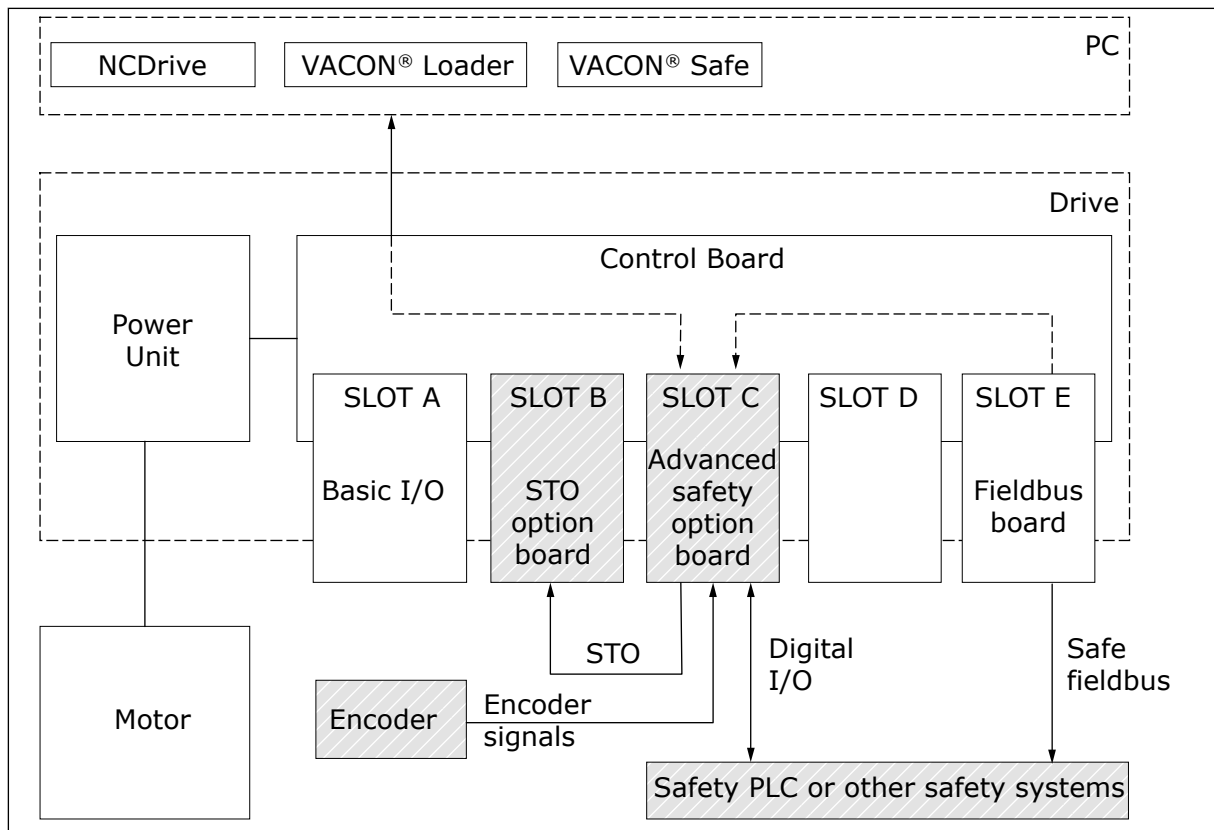 PC
NCDrive
VACON® Loader
VACON® Safe
Drive
Control Board
Power
Unit
SLOT A
Basic I/O
SLOT B
STO
option
board
SLOT C
Advanced
safety
option
board
SLOT D
SLOT E
Fieldbus
board
STO
Digital
I/O
Safe
fieldbus
Motor
Encoder
Encoder
signals
Safety PLC or other safety systems